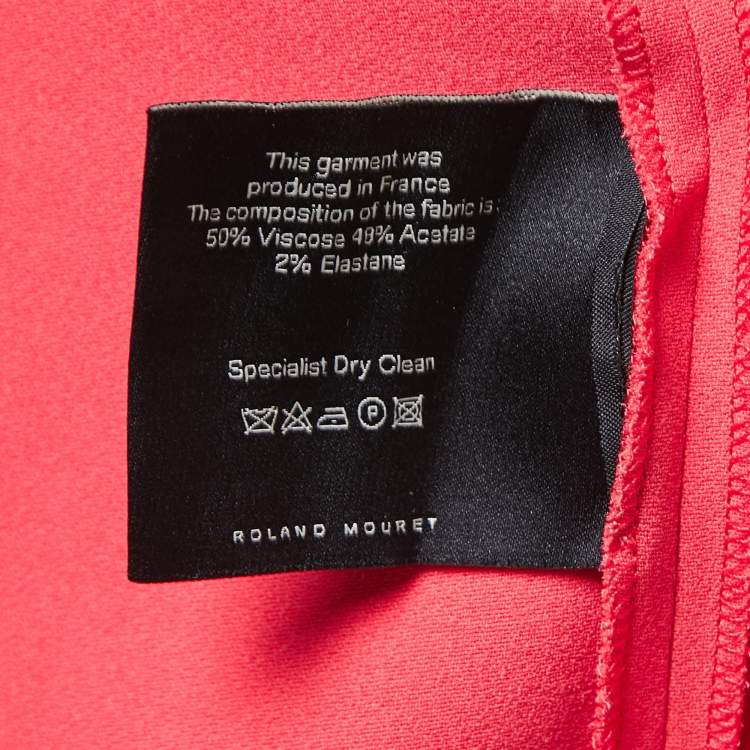 This garment was
produced in France
The composition of the fabric is:
50% Viscose 48% Acetate
2% Elastane
Specialist Dry Clean
P
ROLAND MOURET